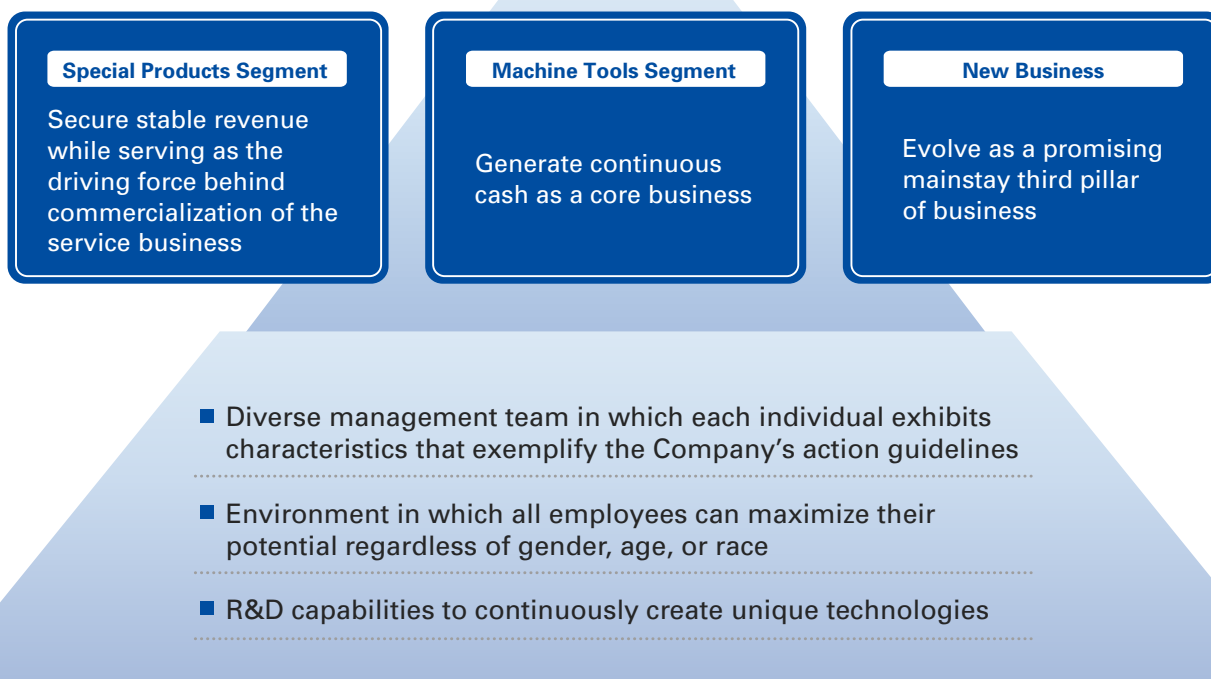 Special Products Segment
Secure stable revenue
while serving as the
driving force behind
commercialization of the
service business
Machine Tools Segment
Generate continuous
cash as a core business
New Business
Evolve as a promising
mainstay third pillar
of business
Diverse management team in which each individual exhibits
characteristics that exemplify the Company’s action guidelines
Environment in which all employees can maximize their
potential regardless of gender, age, or race
R&D capabilities to continuously create unique technologies